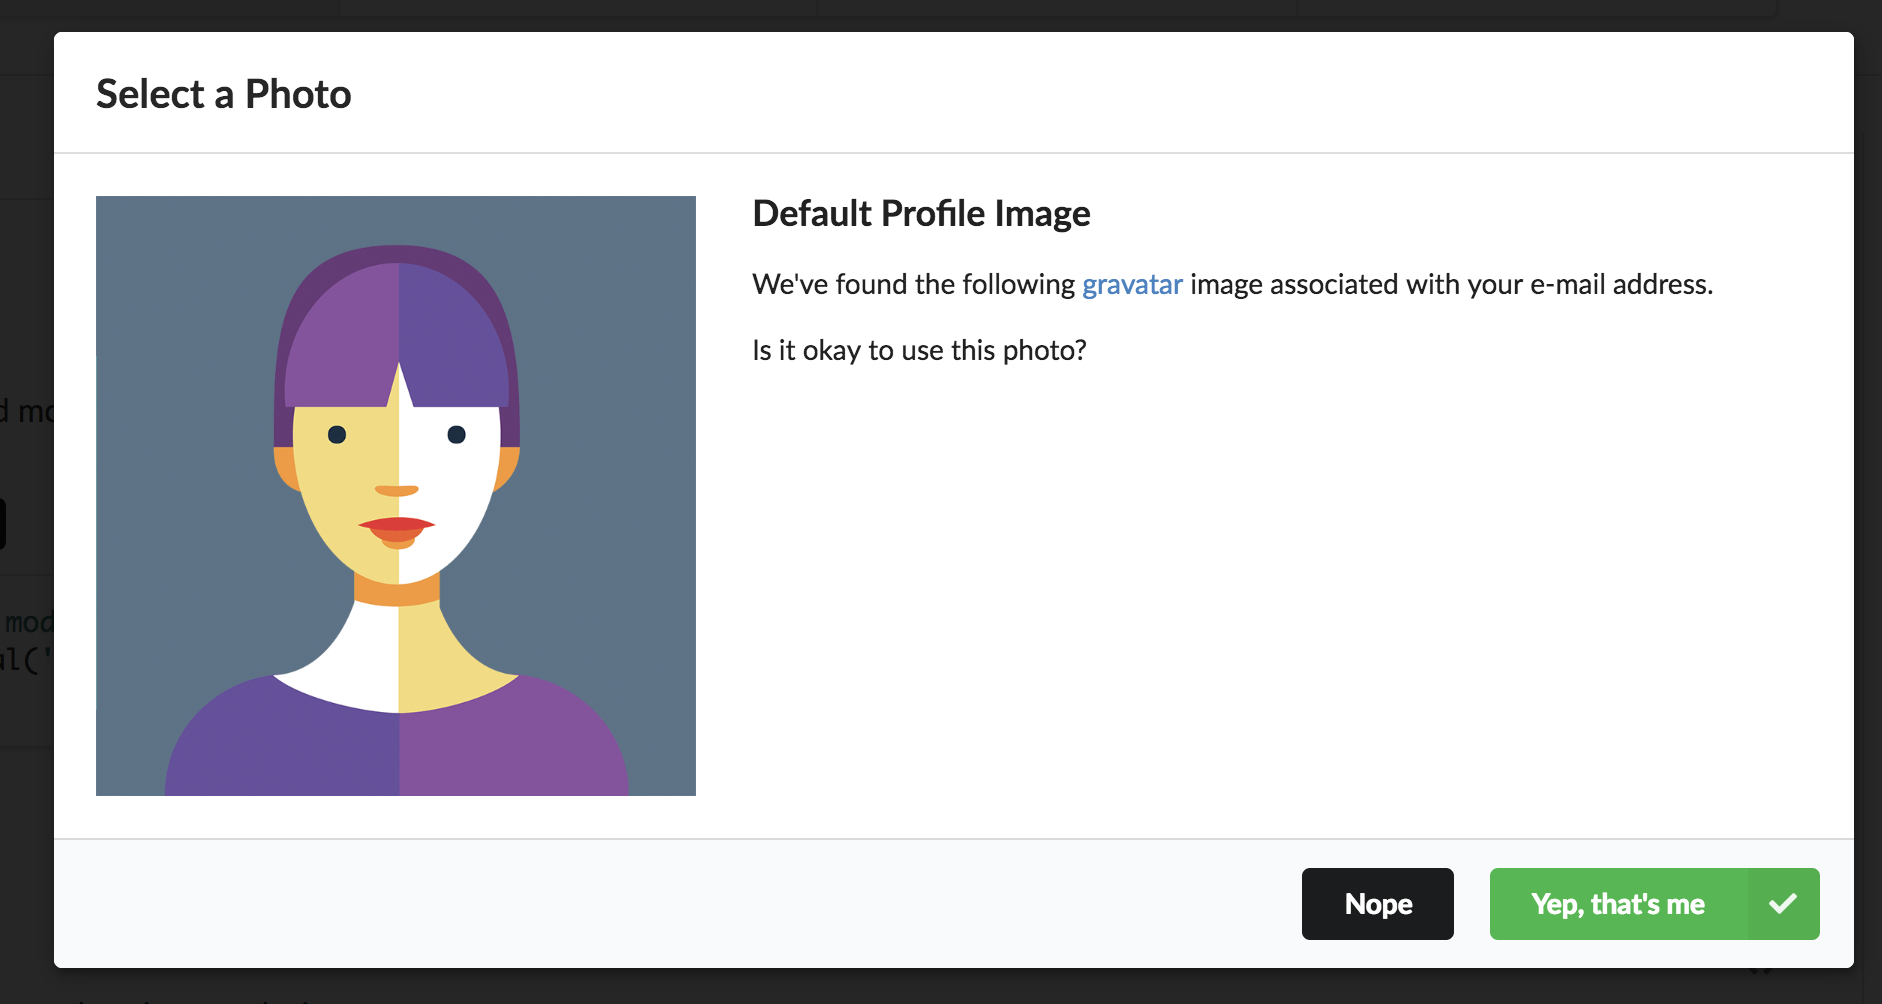 Select a Photo
Default Profile Image
We've found the following gravatar image associated with your e-mail address.
Is it okay to use this photo?
Nope
Yep, that's me